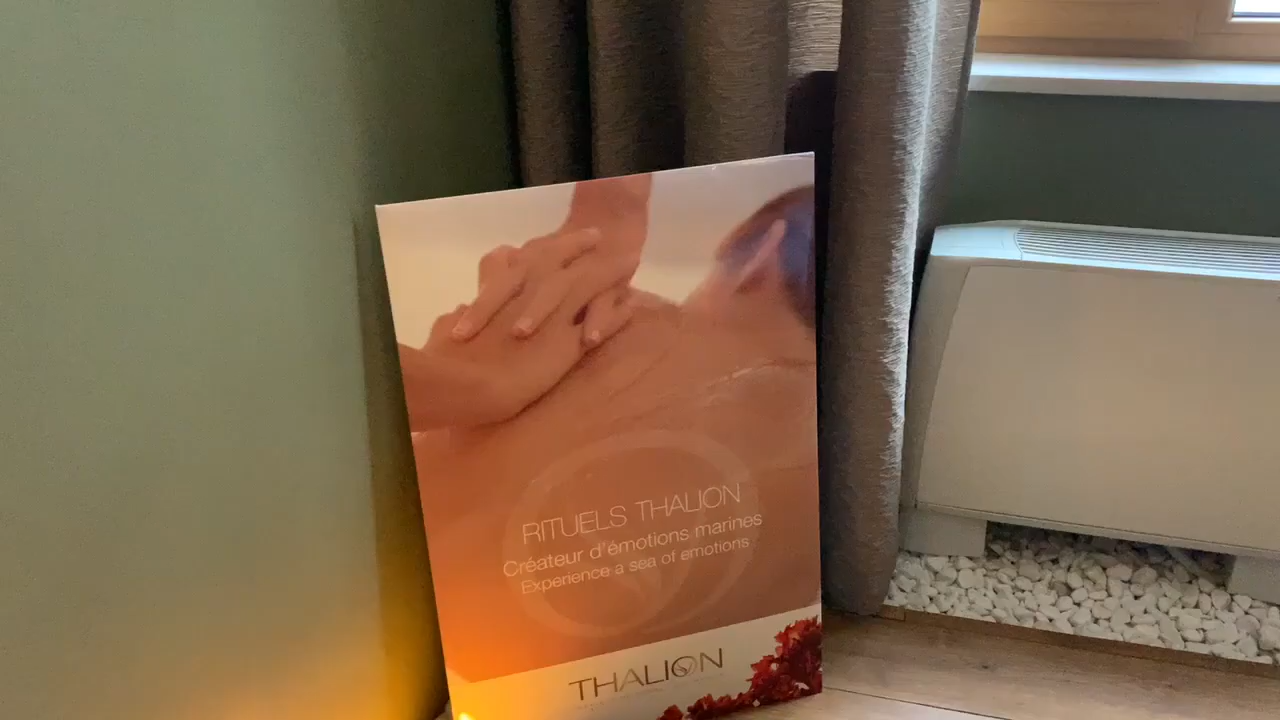 RITUELS THALION
Créateur d'émotions marines
Experience a sea of emotions
THALION